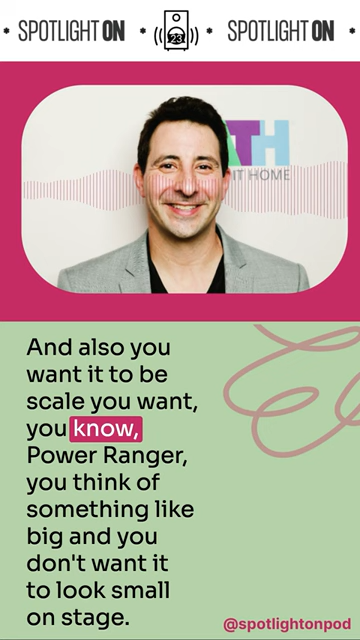 SPOTLIGHT ON
23
SPOTLIGHT ON
ATH
IT HOME
And also you
want it to be
scale you want,
you know,
Power Ranger,
you think of
something like
big and you
don't want it
to look small
on stage.
@spotlightonpod